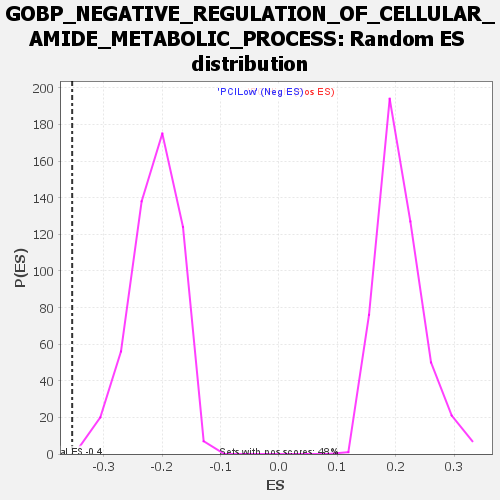 GOBP_NEGATIVE_REGULATION_OF_CELLULAR_
AMIDE_METABOLIC_PROCESS: Random ES
distribution
'PCILow' (Neg ES)os ES)
200
180
160
140
120
100
80
60
40
20
0
P(ES)
al ES -0.4
Sets with pos scores: 48%
-0.3
-0.2
-0.1
0.0
0.1
0.2
0.3
ES